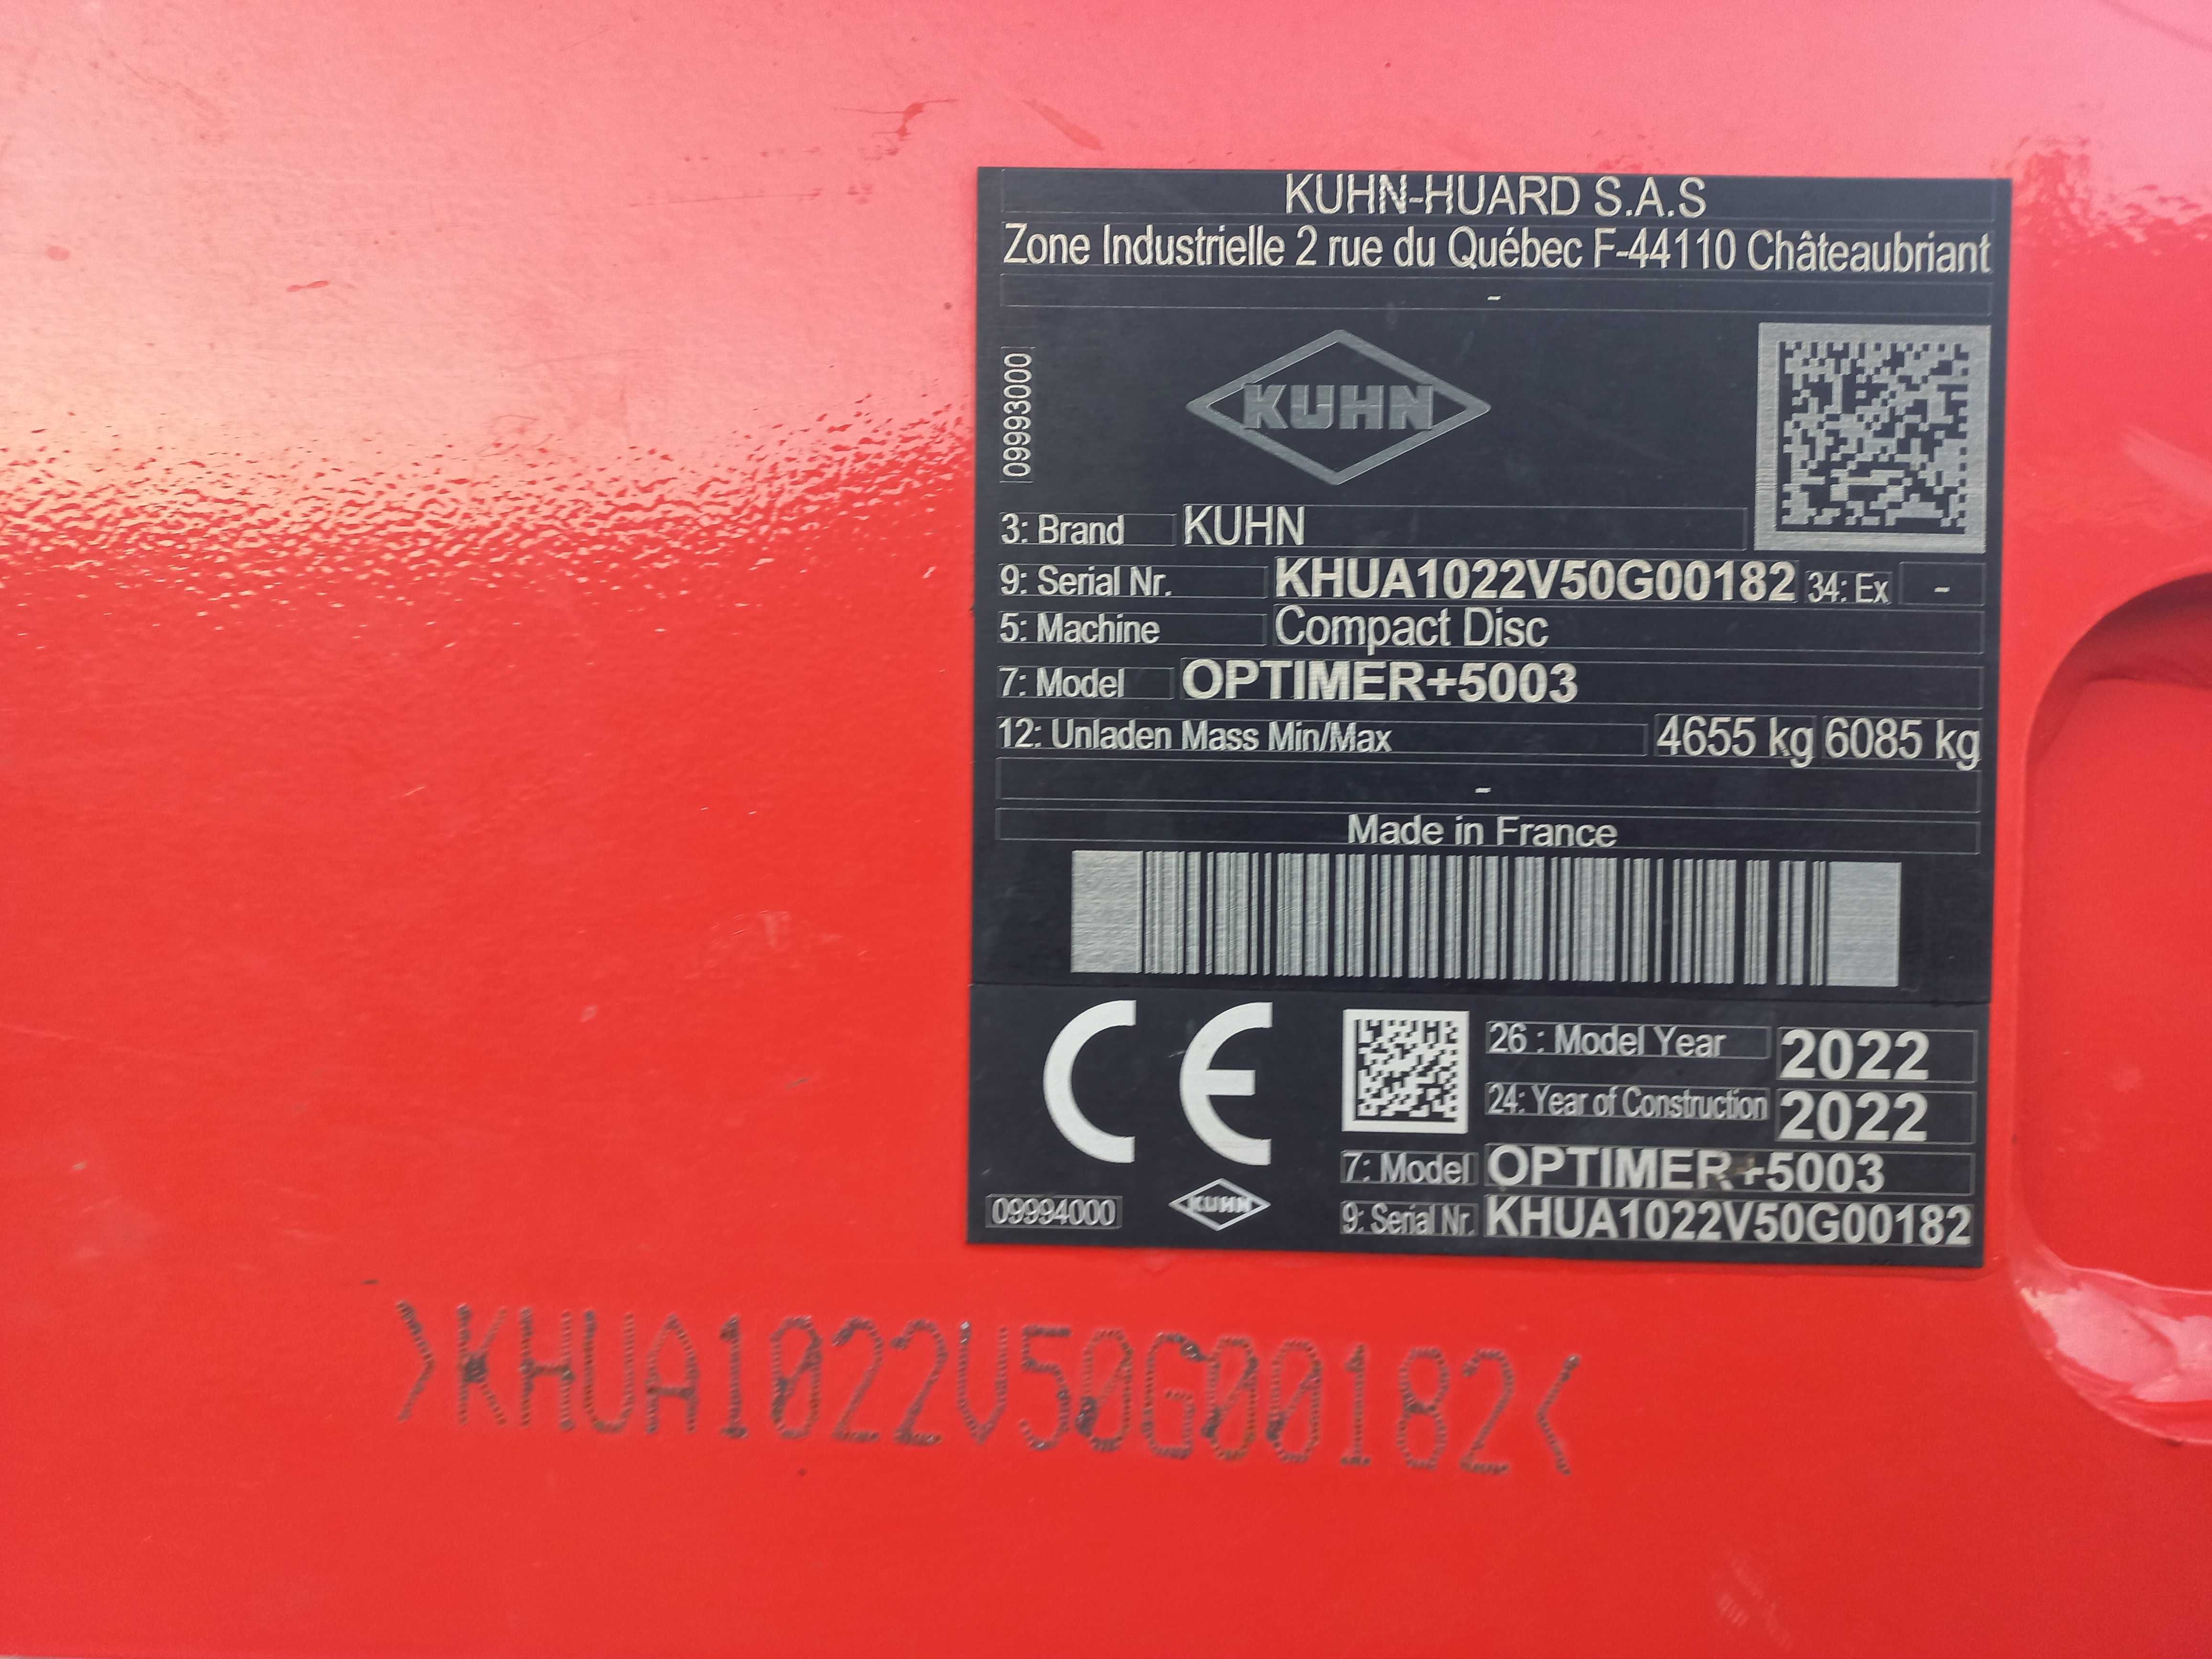 KUHN-HUARD S.A.S
Zone Industrielle 2 rue du Québec F-44110 Châteaubriant
-
09993000
KUHN
3: Brand KUHN
9: Serial Nr. KHUA1022V50G00182 34: Ex -
5: Machine Compact Disc
7: Model OPTIMER+5003
12: Unladen Mass Min/Max 4655 kg 6085 kg
-
Made in France
CE
26 : Model Year 2022
24: Year of Construction 2022
7: Model OPTIMER+5003
09994000 KUHN 9: Serial Nr. KHUA1022V50G00182
>KHUA1022V50G00182<